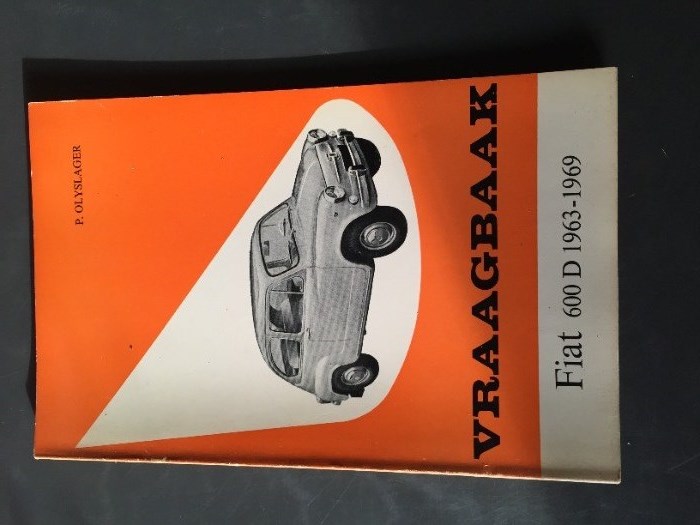 P. OLYSLAGER
VRAAGBAAK
Fiat 600 D 1963-1969